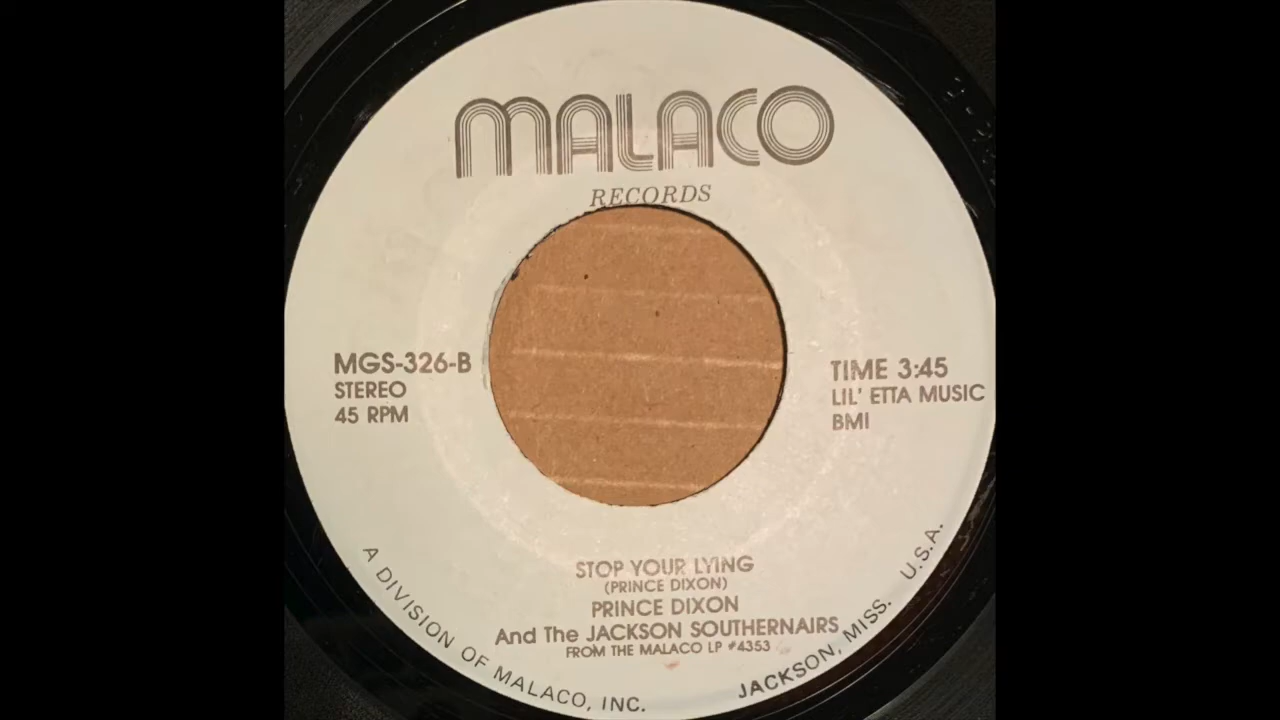 MALACO
RECORDS
MGS-326-B
STEREO
45 RPM
TIME 3:45
LIL' ETTA MUSIC
BMI
STOP YOUR LYING
(PRINCE DIXON)
PRINCE DIXON
And The JACKSON SOUTHERNAIRS
FROM THE MALACO LP #4353
A DIVISION OF MALACO, INC. JACKSON, MISS. U.S.A.